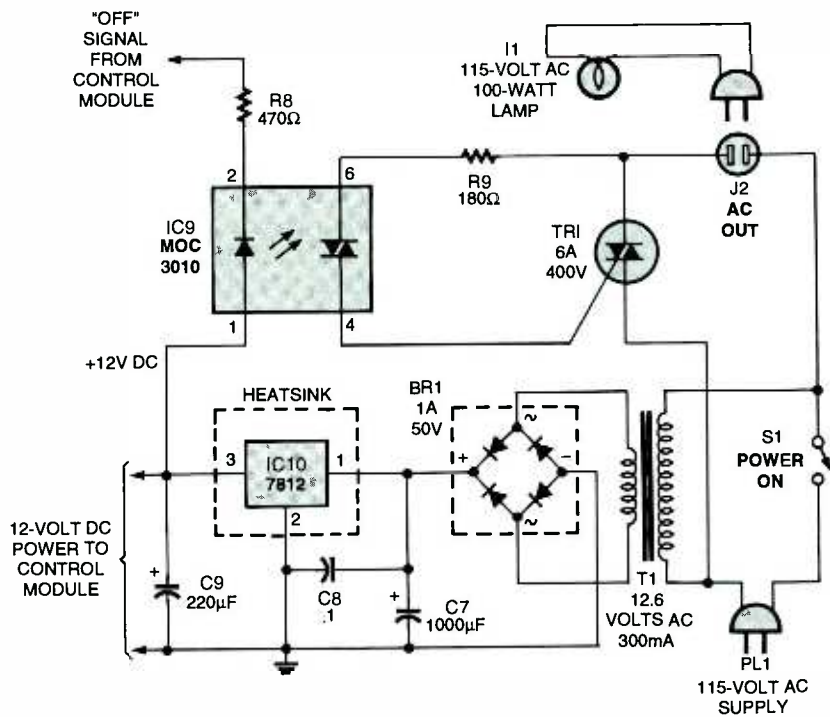 "OFF"
SIGNAL
FROM
CONTROL
MODULE
R8
470Ω
I1
115-VOLT AC
100-WATT
LAMP
2
6
R9
180Ω
J2
AC
OUT
IC9
MOC
3010
TRI
6A
400V
1
4
+12V DC
HEATSINK
BR1
1A
50V
~
+
−
~
3
IC10
7812
1
2
S1
POWER
ON
12-VOLT DC
POWER TO
CONTROL
MODULE
+
C9
220µF
C8
.1
+
C7
1000µF
T1
12.6
VOLTS AC
300mA
PL1
115-VOLT AC
SUPPLY